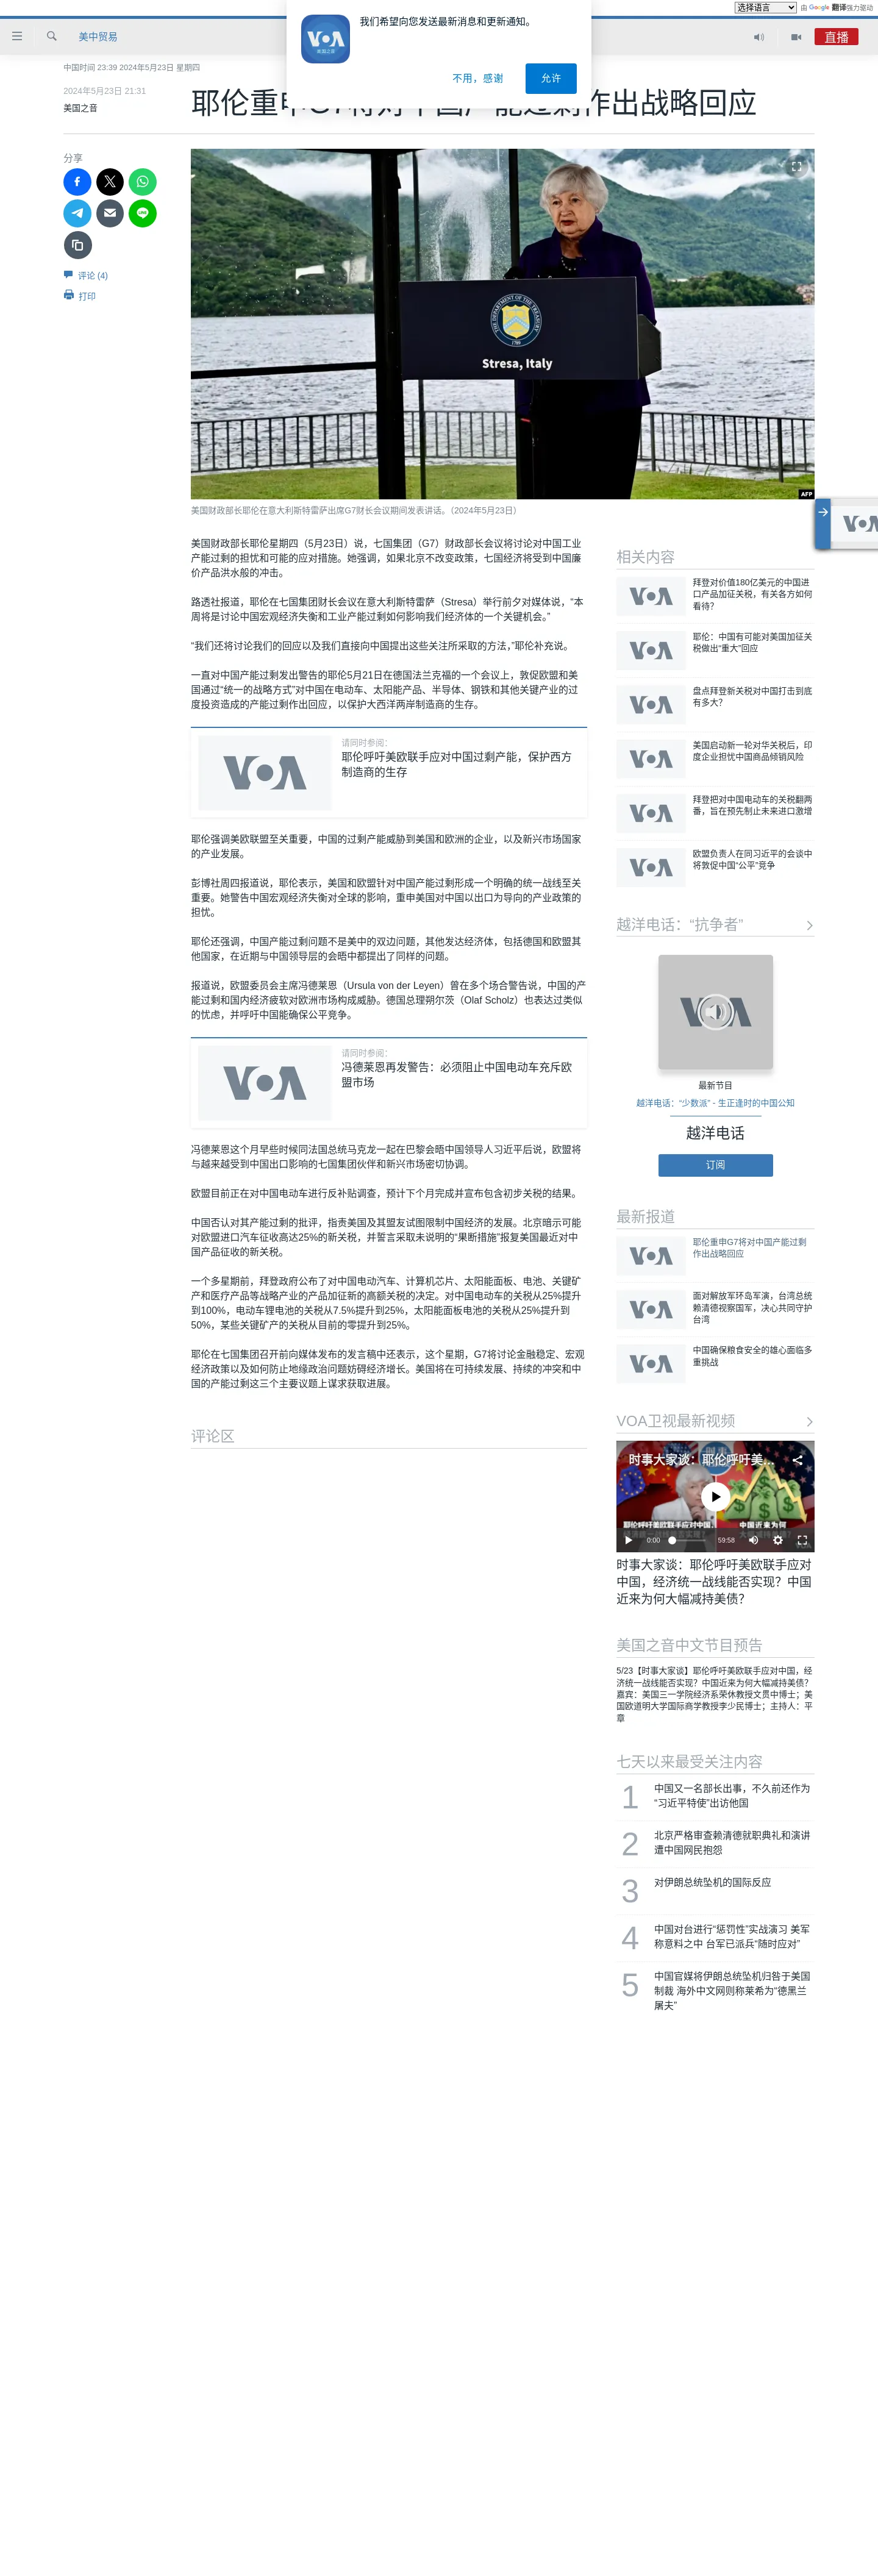 选择语言
由 Google 翻译强力驱动
美中贸易
直播
VOA
美国之音
我们希望向您发送最新消息和更新通知。
不用，感谢
允许
中国时间 23:39 2024年5月23日 星期四
2024年5月23日 21:31
美国之音
耶伦重申G7将对中国产能过剩作出战略回应
分享
评论 (4)
打印
THE DEPARTMENT OF THE TREASURY
1789
Stresa, Italy
AFP
美国财政部长耶伦在意大利斯特雷萨出席G7财长会议期间发表讲话。（2024年5月23日）
美国财政部长耶伦星期四（5月23日）说，七国集团（G7）财政部长会议将讨论对中国工业
产能过剩的担忧和可能的应对措施。她强调，如果北京不改变政策，七国经济将受到中国廉
价产品洪水般的冲击。
路透社报道，耶伦在七国集团财长会议在意大利斯特雷萨（Stresa）举行前夕对媒体说，“本
周将是讨论中国宏观经济失衡和工业产能过剩如何影响我们经济体的一个关键机会。”
“我们还将讨论我们的回应以及我们直接向中国提出这些关注所采取的方法，”耶伦补充说。
一直对中国产能过剩发出警告的耶伦5月21日在德国法兰克福的一个会议上，敦促欧盟和美
国通过“统一的战略方式”对中国在电动车、太阳能产品、半导体、钢铁和其他关键产业的过
度投资造成的产能过剩作出回应，以保护大西洋两岸制造商的生存。
VOA
请同时参阅：
耶伦呼吁美欧联手应对中国过剩产能，保护西方
制造商的生存
耶伦强调美欧联盟至关重要，中国的过剩产能威胁到美国和欧洲的企业，以及新兴市场国家
的产业发展。
彭博社周四报道说，耶伦表示，美国和欧盟针对中国产能过剩形成一个明确的统一战线至关
重要。她警告中国宏观经济失衡对全球的影响，重申美国对中国以出口为导向的产业政策的
担忧。
耶伦还强调，中国产能过剩问题不是美中的双边问题，其他发达经济体，包括德国和欧盟其
他国家，在近期与中国领导层的会晤中都提出了同样的问题。
报道说，欧盟委员会主席冯德莱恩（Ursula von der Leyen）曾在多个场合警告说，中国的产
能过剩和国内经济疲软对欧洲市场构成威胁。德国总理朔尔茨（Olaf Scholz）也表达过类似
的忧虑，并呼吁中国能确保公平竞争。
VOA
请同时参阅：
冯德莱恩再发警告：必须阻止中国电动车充斥欧
盟市场
冯德莱恩这个月早些时候同法国总统马克龙一起在巴黎会晤中国领导人习近平后说，欧盟将
与越来越受到中国出口影响的七国集团伙伴和新兴市场密切协调。
欧盟目前正在对中国电动车进行反补贴调查，预计下个月完成并宣布包含初步关税的结果。
中国否认对其产能过剩的批评，指责美国及其盟友试图限制中国经济的发展。北京暗示可能
对欧盟进口汽车征收高达25%的新关税，并誓言采取未说明的“果断措施”报复美国最近对中
国产品征收的新关税。
一个多星期前，拜登政府公布了对中国电动汽车、计算机芯片、太阳能面板、电池、关键矿
产和医疗产品等战略产业的产品加征新的高额关税的决定。对中国电动车的关税从25%提升
到100%，电动车锂电池的关税从7.5%提升到25%，太阳能面板电池的关税从25%提升到
50%，某些关键矿产的关税从目前的零提升到25%。
耶伦在七国集团召开前向媒体发布的发言稿中还表示，这个星期，G7将讨论金融稳定、宏观
经济政策以及如何防止地缘政治问题妨碍经济增长。美国将在可持续发展、持续的冲突和中
国的产能过剩这三个主要议题上谋求获取进展。
评论区
VOA
相关内容
VOA
拜登对价值180亿美元的中国进
口产品加征关税，有关各方如何
看待？
VOA
耶伦：中国有可能对美国加征关
税做出“重大”回应
VOA
盘点拜登新关税对中国打击到底
有多大？
VOA
美国启动新一轮对华关税后，印
度企业担忧中国商品倾销风险
VOA
拜登把对中国电动车的关税翻两
番，旨在预先制止未来进口激增
VOA
欧盟负责人在同习近平的会谈中
将敦促中国“公平”竞争
越洋电话：“抗争者”
VOA
最新节目
越洋电话：“少数派” - 生正逢时的中国公知
越洋电话
订阅
最新报道
VOA
耶伦重申G7将对中国产能过剩
作出战略回应
VOA
面对解放军环岛军演，台湾总统
赖清德视察国军，决心共同守护
台湾
VOA
中国确保粮食安全的雄心面临多
重挑战
VOA卫视最新视频
时事大家谈：耶伦呼吁美…
耶伦呼吁美欧联手应对中国，
中国近来为何
0:00
59:58
时事大家谈：耶伦呼吁美欧联手应对
中国，经济统一战线能否实现？中国
近来为何大幅减持美债？
美国之音中文节目预告
5/23【时事大家谈】耶伦呼吁美欧联手应对中国，经
济统一战线能否实现？中国近来为何大幅减持美债？
嘉宾：美国三一学院经济系荣休教授文贯中博士；美
国欧道明大学国际商学教授李少民博士；主持人：平
章
七天以来最受关注内容
1
中国又一名部长出事，不久前还作为
“习近平特使”出访他国
2
北京严格审查赖清德就职典礼和演讲
遭中国网民抱怨
3
对伊朗总统坠机的国际反应
4
中国对台进行“惩罚性”实战演习 美军
称意料之中 台军已派兵“随时应对”
5
中国官媒将伊朗总统坠机归咎于美国
制裁 海外中文网则称莱希为“德黑兰
屠夫”